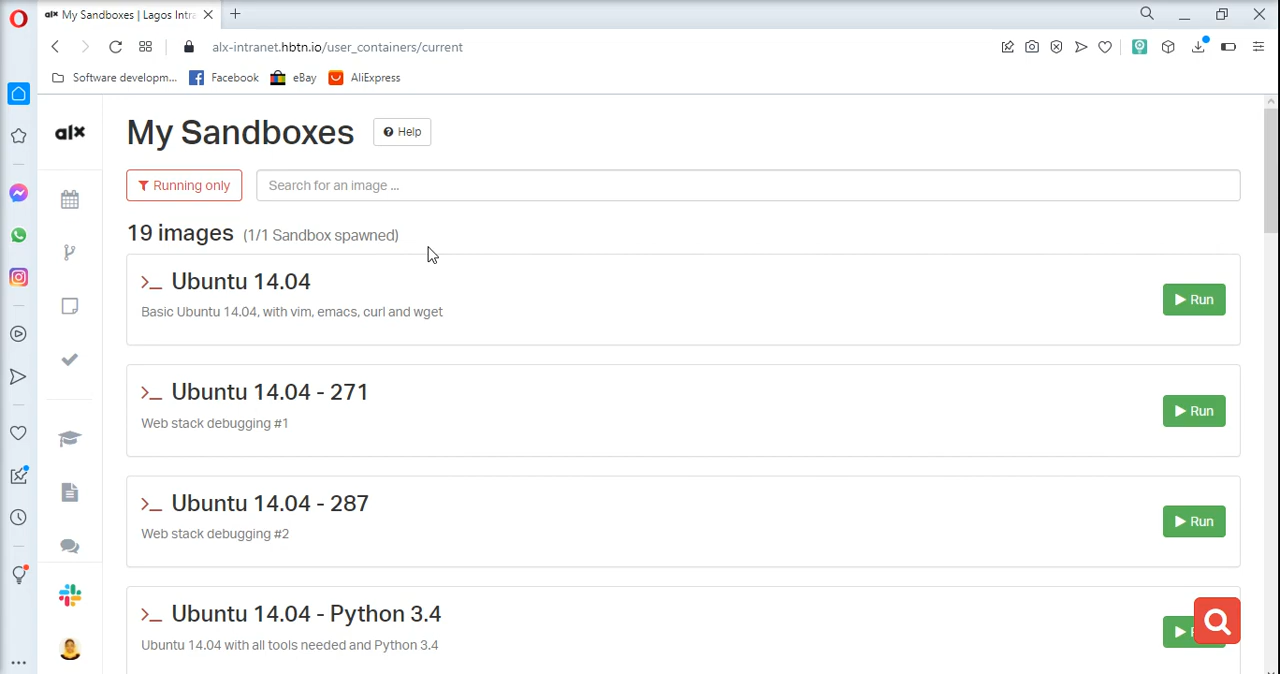 My Sandboxes | Lagos Intra
alx-intranet.hbtn.io/user_containers/current
Software developm... Facebook eBay AliExpress
alx
My Sandboxes Help
Running only Search for an image ...
19 images (1/1 Sandbox spawned)
>_ Ubuntu 14.04
Basic Ubuntu 14.04, with vim, emacs, curl and wget
Run
>_ Ubuntu 14.04 - 271
Web stack debugging #1
Run
>_ Ubuntu 14.04 - 287
Web stack debugging #2
Run
>_ Ubuntu 14.04 - Python 3.4
Ubuntu 14.04 with all tools needed and Python 3.4